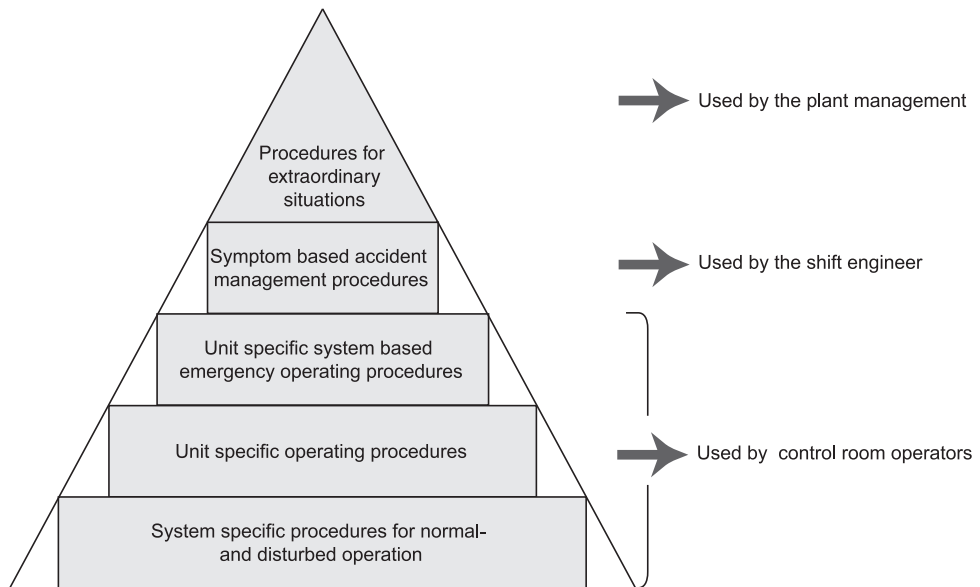 Used by the plant management
Procedures for
extraordinary
situations
Symptom based accident
management procedures
Used by the shift engineer
Unit specific system based
emergency operating procedures
Unit specific operating procedures
Used by control room operators
System specific procedures for normal-
and disturbed operation